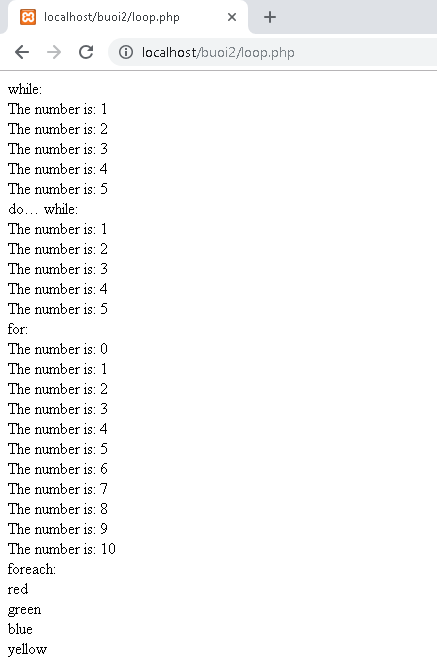 localhost/buoi2/loop.php
localhost/buoi2/loop.php
while:
The number is: 1
The number is: 2
The number is: 3
The number is: 4
The number is: 5
do… while:
The number is: 1
The number is: 2
The number is: 3
The number is: 4
The number is: 5
for:
The number is: 0
The number is: 1
The number is: 2
The number is: 3
The number is: 4
The number is: 5
The number is: 6
The number is: 7
The number is: 8
The number is: 9
The number is: 10
foreach:
red
green
blue
yellow